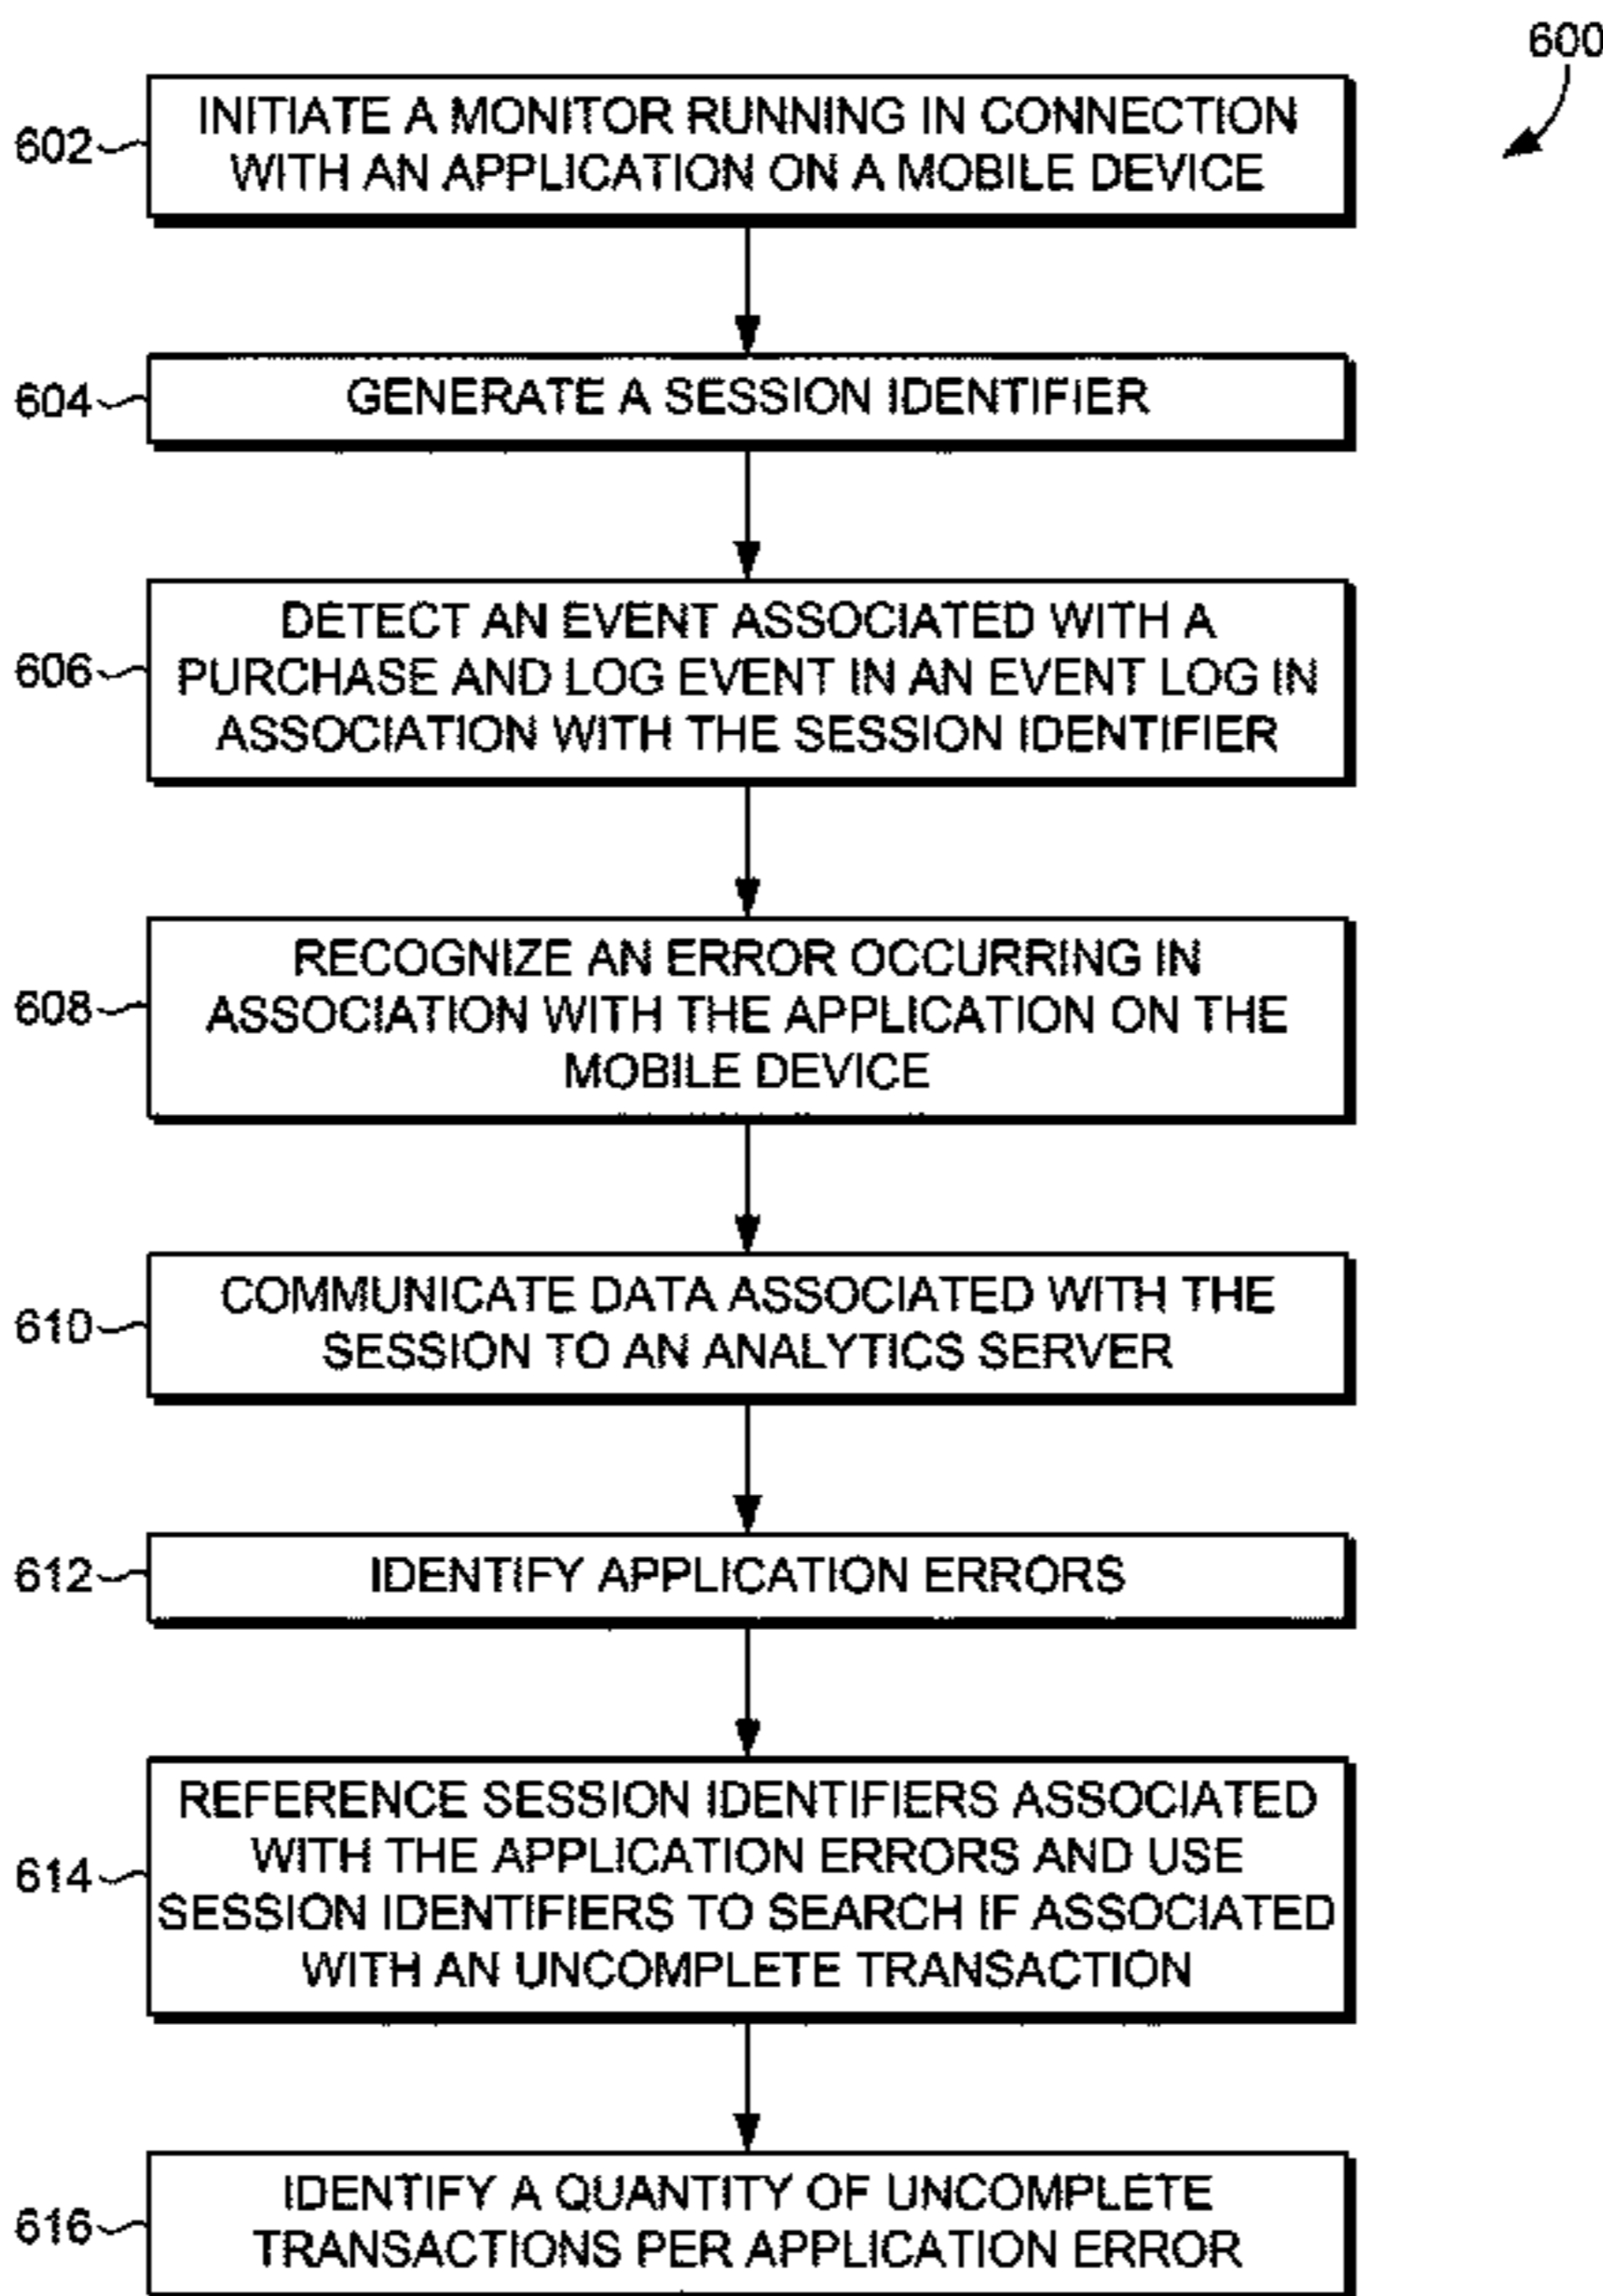 600
602
INITIATE A MONITOR RUNNING IN CONNECTION
WITH AN APPLICATION ON A MOBILE DEVICE
604
GENERATE A SESSION IDENTIFIER
606
DETECT AN EVENT ASSOCIATED WITH A
PURCHASE AND LOG EVENT IN AN EVENT LOG IN
ASSOCIATION WITH THE SESSION IDENTIFIER
608
RECOGNIZE AN ERROR OCCURRING IN
ASSOCIATION WITH THE APPLICATION ON THE
MOBILE DEVICE
610
COMMUNICATE DATA ASSOCIATED WITH THE
SESSION TO AN ANALYTICS SERVER
612
IDENTIFY APPLICATION ERRORS
614
REFERENCE SESSION IDENTIFIERS ASSOCIATED
WITH THE APPLICATION ERRORS AND USE
SESSION IDENTIFIERS TO SEARCH IF ASSOCIATED
WITH AN UNCOMPLETE TRANSACTION
616
IDENTIFY A QUANTITY OF UNCOMPLETE
TRANSACTIONS PER APPLICATION ERROR